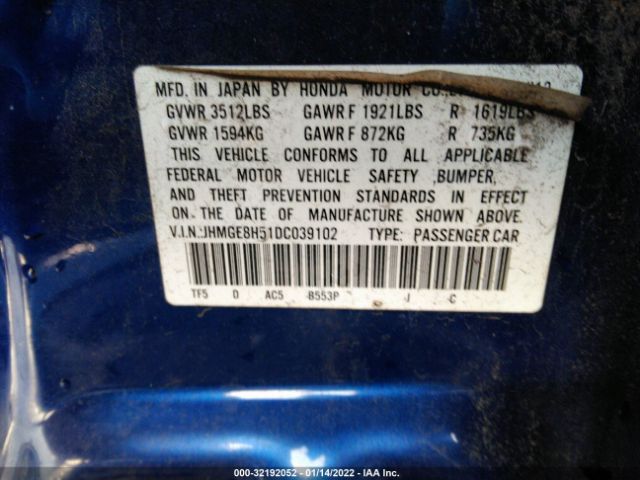 MFD. IN JAPAN BY HONDA MOTOR CO.,
GVWR 3512LBS GAWR F 1921LBS R 1619LBS
GVWR 1594KG GAWR F 872KG R 735KG
THIS VEHICLE CONFORMS TO ALL APPLICABLE
FEDERAL MOTOR VEHICLE SAFETY ,BUMPER,
AND THEFT PREVENTION STANDARDS IN EFFECT
ON THE DATE OF MANUFACTURE SHOWN ABOVE.
V.I.N.:JHMGE8H51DC039102 TYPE: PASSENGER CAR
TF5 0 AC5 B553P J C
000-32192052 - 01/14/2022 - IAA Inc.